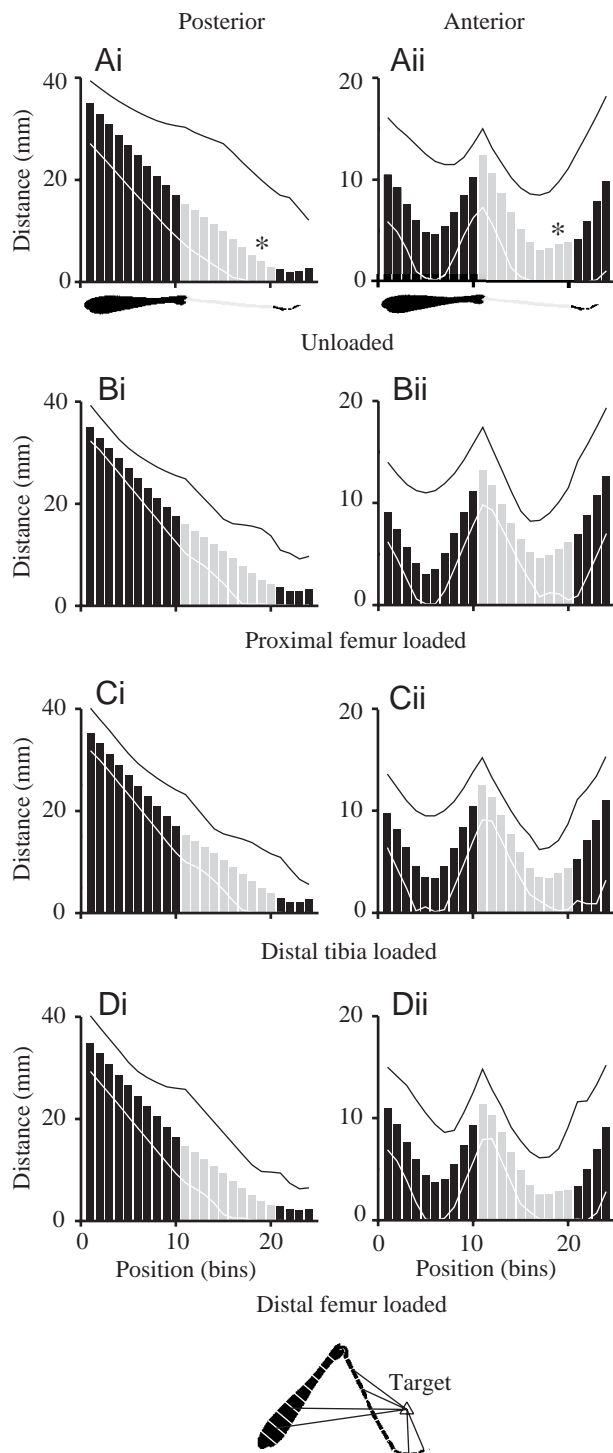 Posterior Anterior
Ai Aii
Distance (mm)
40 20
20 10
0 0
* *
Unloaded
Bi Bii
Distance (mm)
40 20
20 10
0 0
Proximal femur loaded
Ci Cii
Distance (mm)
40 20
20 10
0 0
Distal tibia loaded
Di Dii
Distance (mm)
40 20
20 10
0 0
0 10 20 0 10 20
Position (bins) Position (bins)
Distal femur loaded
Target